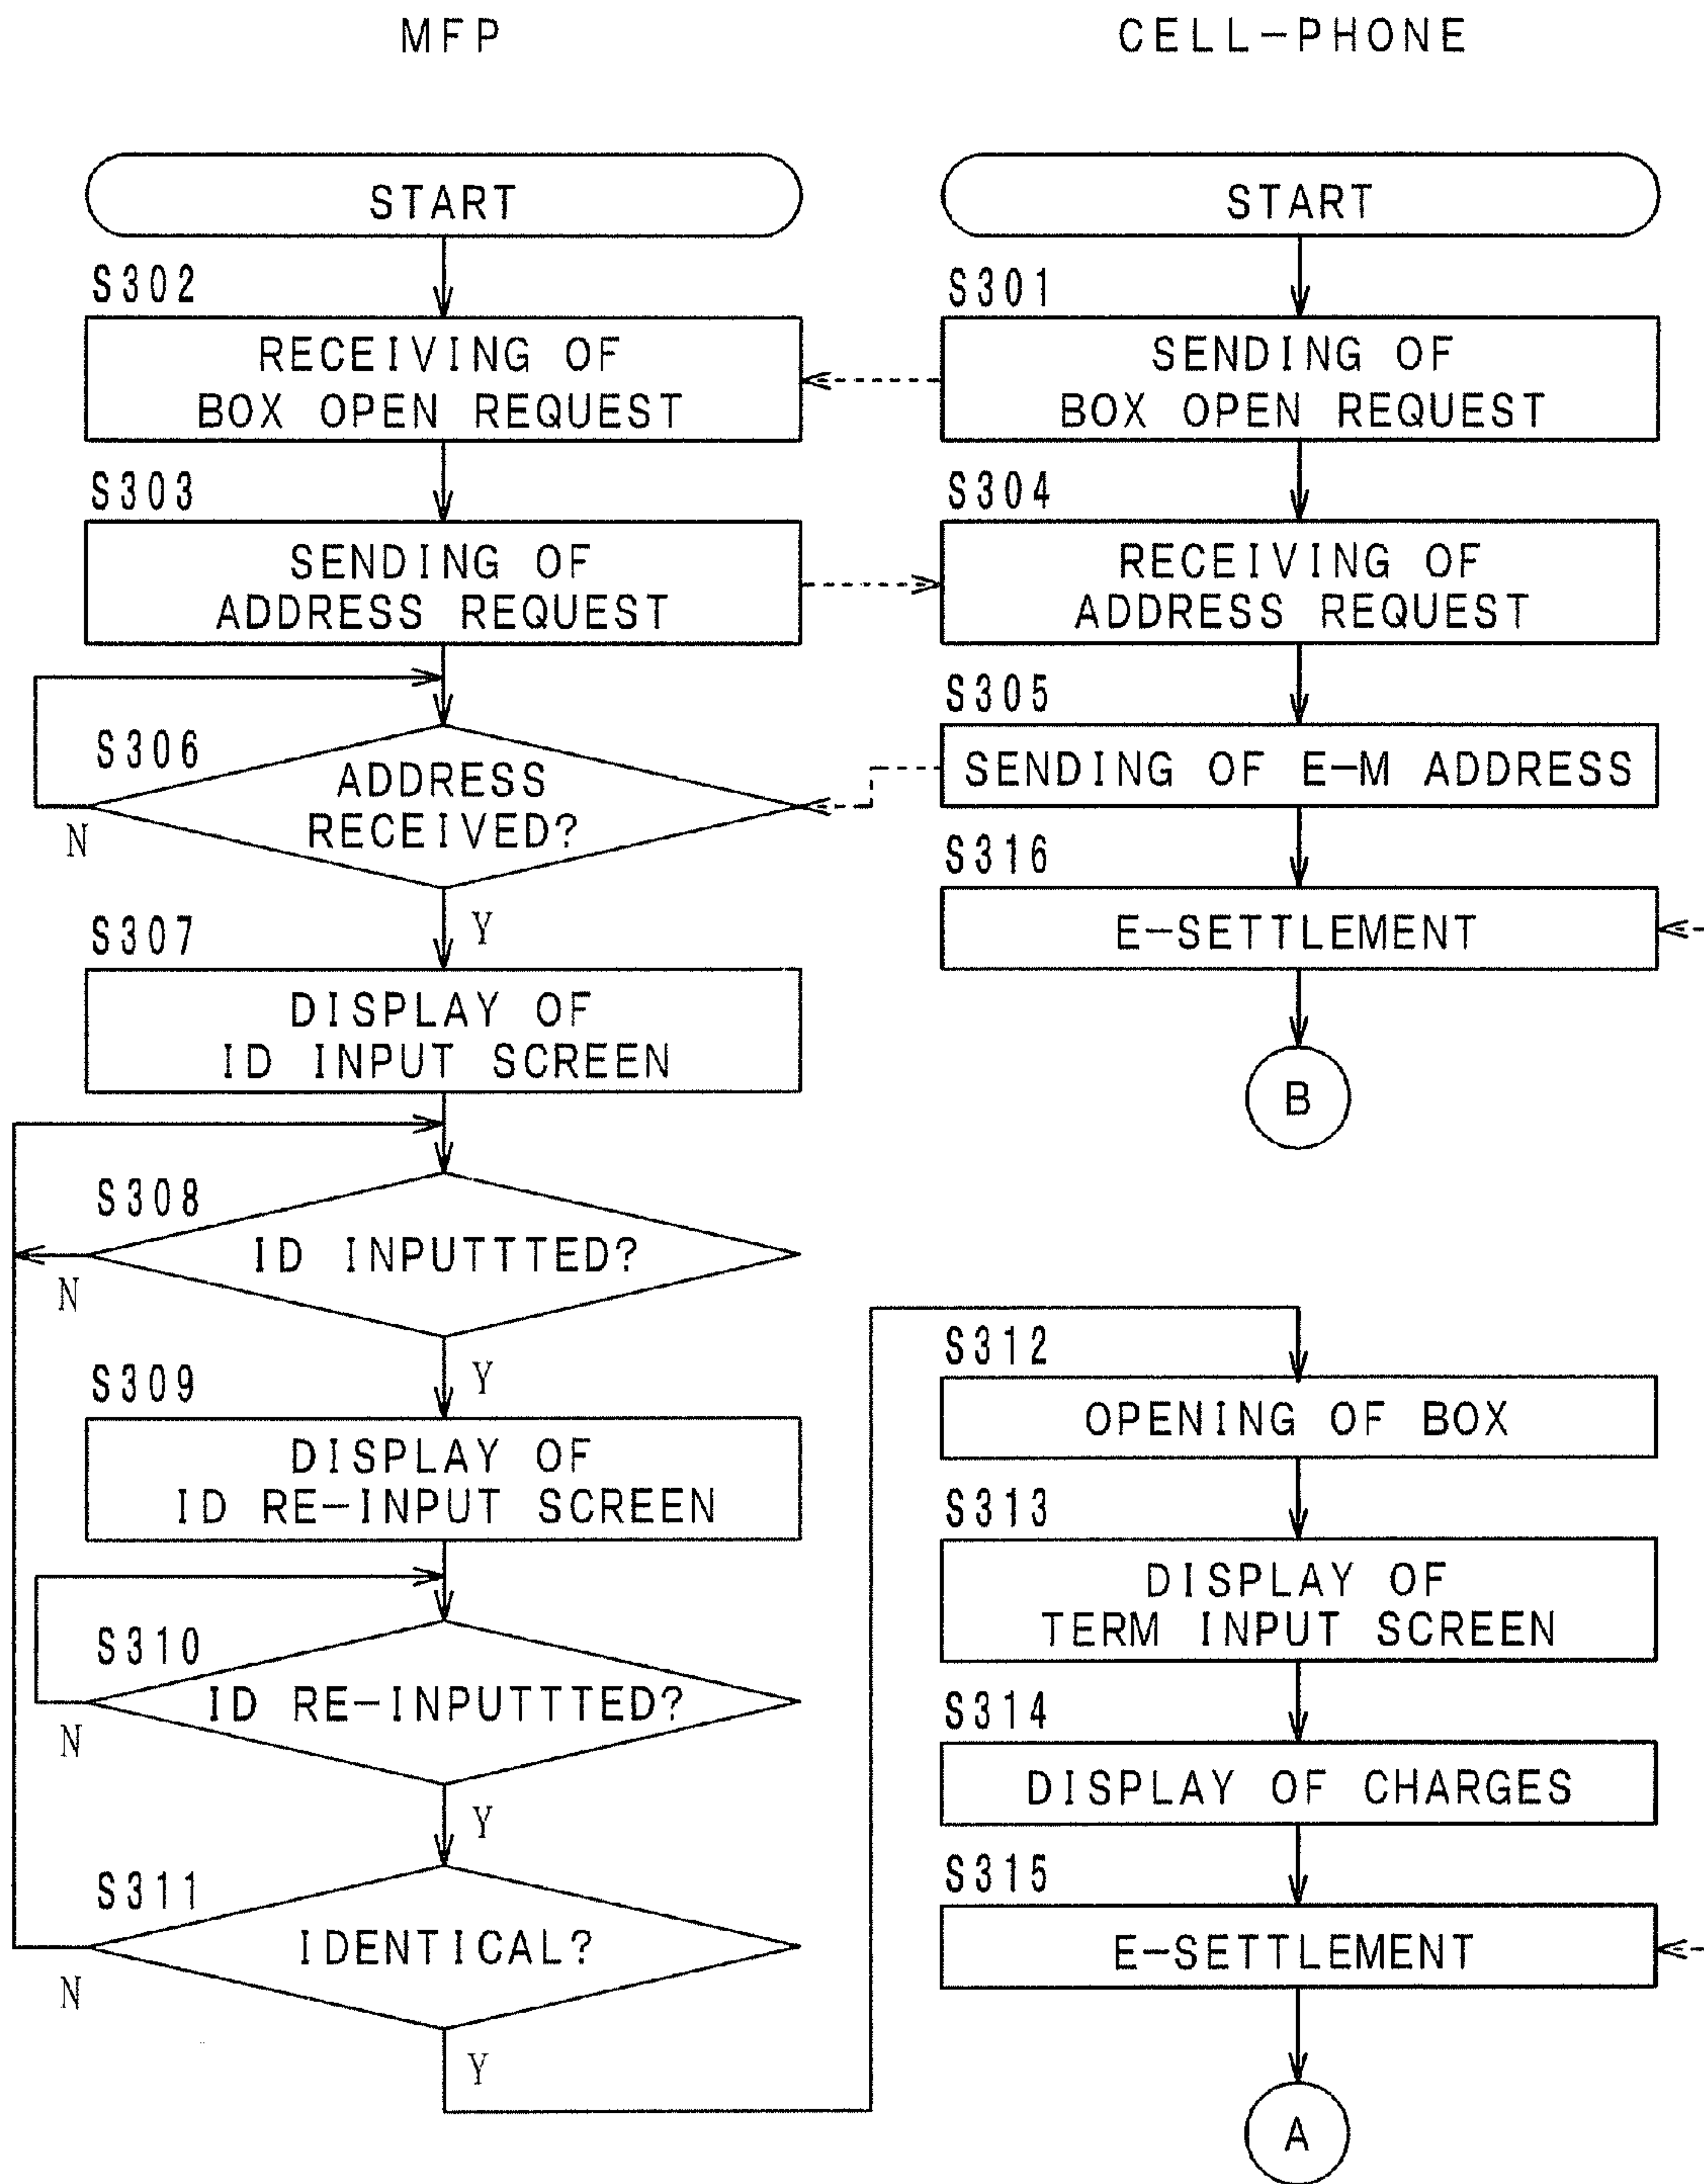 MFP
START
S302
RECEIVING OF
BOX OPEN REQUEST
S303
SENDING OF
ADDRESS REQUEST
S306
ADDRESS
RECEIVED?
N
Y
S307
DISPLAY OF
ID INPUT SCREEN
S308
ID INPUTTTED?
N
Y
S309
DISPLAY OF
ID RE-INPUT SCREEN
S310
ID RE-INPUTTTED?
N
Y
S311
IDENTICAL?
N
Y
CELL-PHONE
START
S301
SENDING OF
BOX OPEN REQUEST
S304
RECEIVING OF
ADDRESS REQUEST
S305
SENDING OF E-M ADDRESS
S316
E-SETTLEMENT
B
S312
OPENING OF BOX
S313
DISPLAY OF
TERM INPUT SCREEN
S314
DISPLAY OF CHARGES
S315
E-SETTLEMENT
A